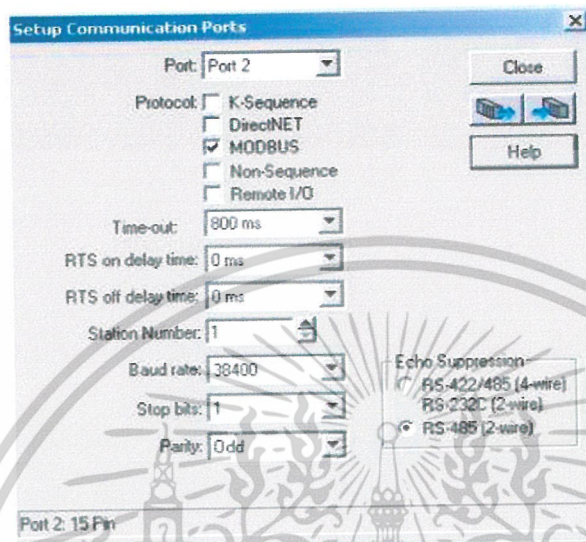 Setup Communication Ports
Port: Port 2
Close
Protocol: K-Sequence
DirectNET
MODBUS
Help
Non-Sequence
Remote I/O
Time-out: 800 ms
RTS on delay time: 0 ms
RTS off delay time: 0 ms
Station Number: 1
Baud rate: 38400
Echo Suppression
RS-422/485 (4-wire)
RS-232C (2-wire)
Stop bits: 1
RS-485 (2-wire)
Parity: Odd
Port 2: 15 Pin